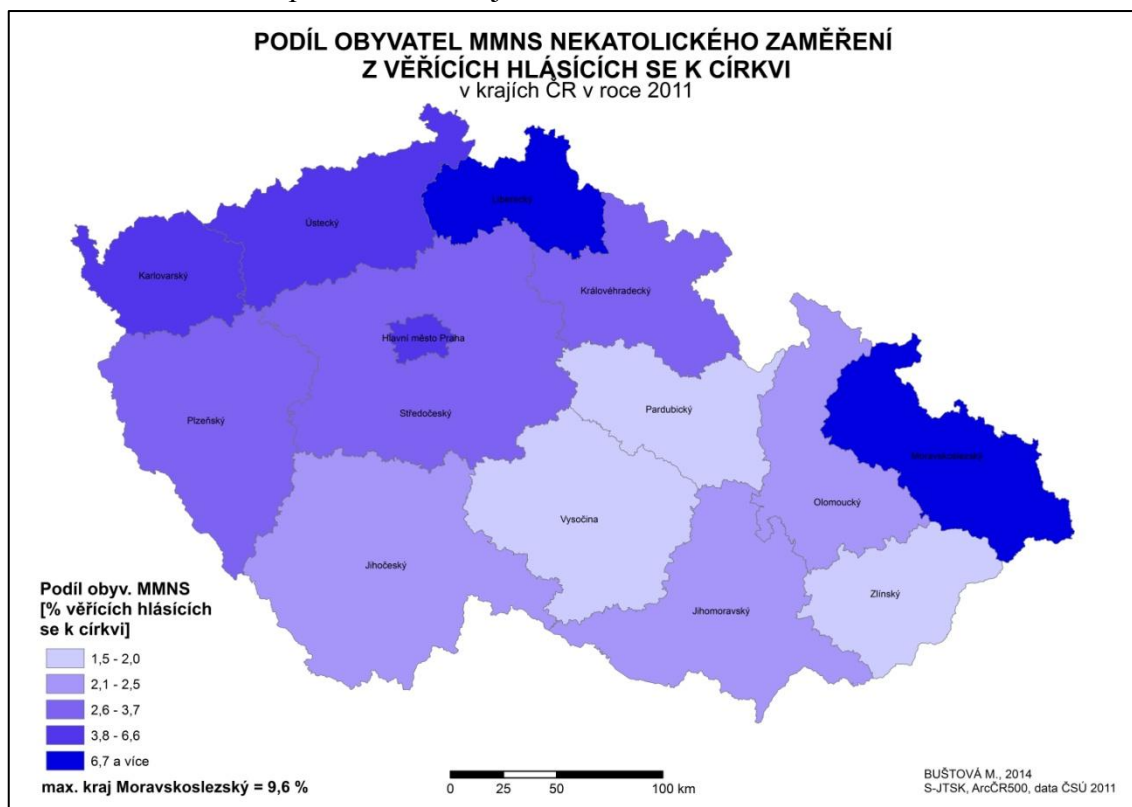 PODÍL OBYVATEL MMNS NEKATOLICKÉHO ZAMĚŘENÍ
Z VĚŘÍCÍCH HLÁSÍCÍCH SE K CÍRKVI
v krajích ČR v roce 2011
Liberecký
Ústecký
Karlovarský
Královéhradecký
Hlavní město Praha
Pardubický
Středočeský
Plzeňský
Moravskoslezský
Olomoucký
Vysočina
Jihočeský
Zlínský
Jihomoravský
Podíl obyv. MMNS
[% věřících hlásících
se k církvi]
1,5 - 2,0
2,1 - 2,5
2,6 - 3,7
3,8 - 6,6
6,7 a více
max. kraj Moravskoslezský = 9,6 %
0 25 50 100 km
BUŠTOVÁ M., 2014
S-JTSK, ArcČR500, data ČSÚ 2011